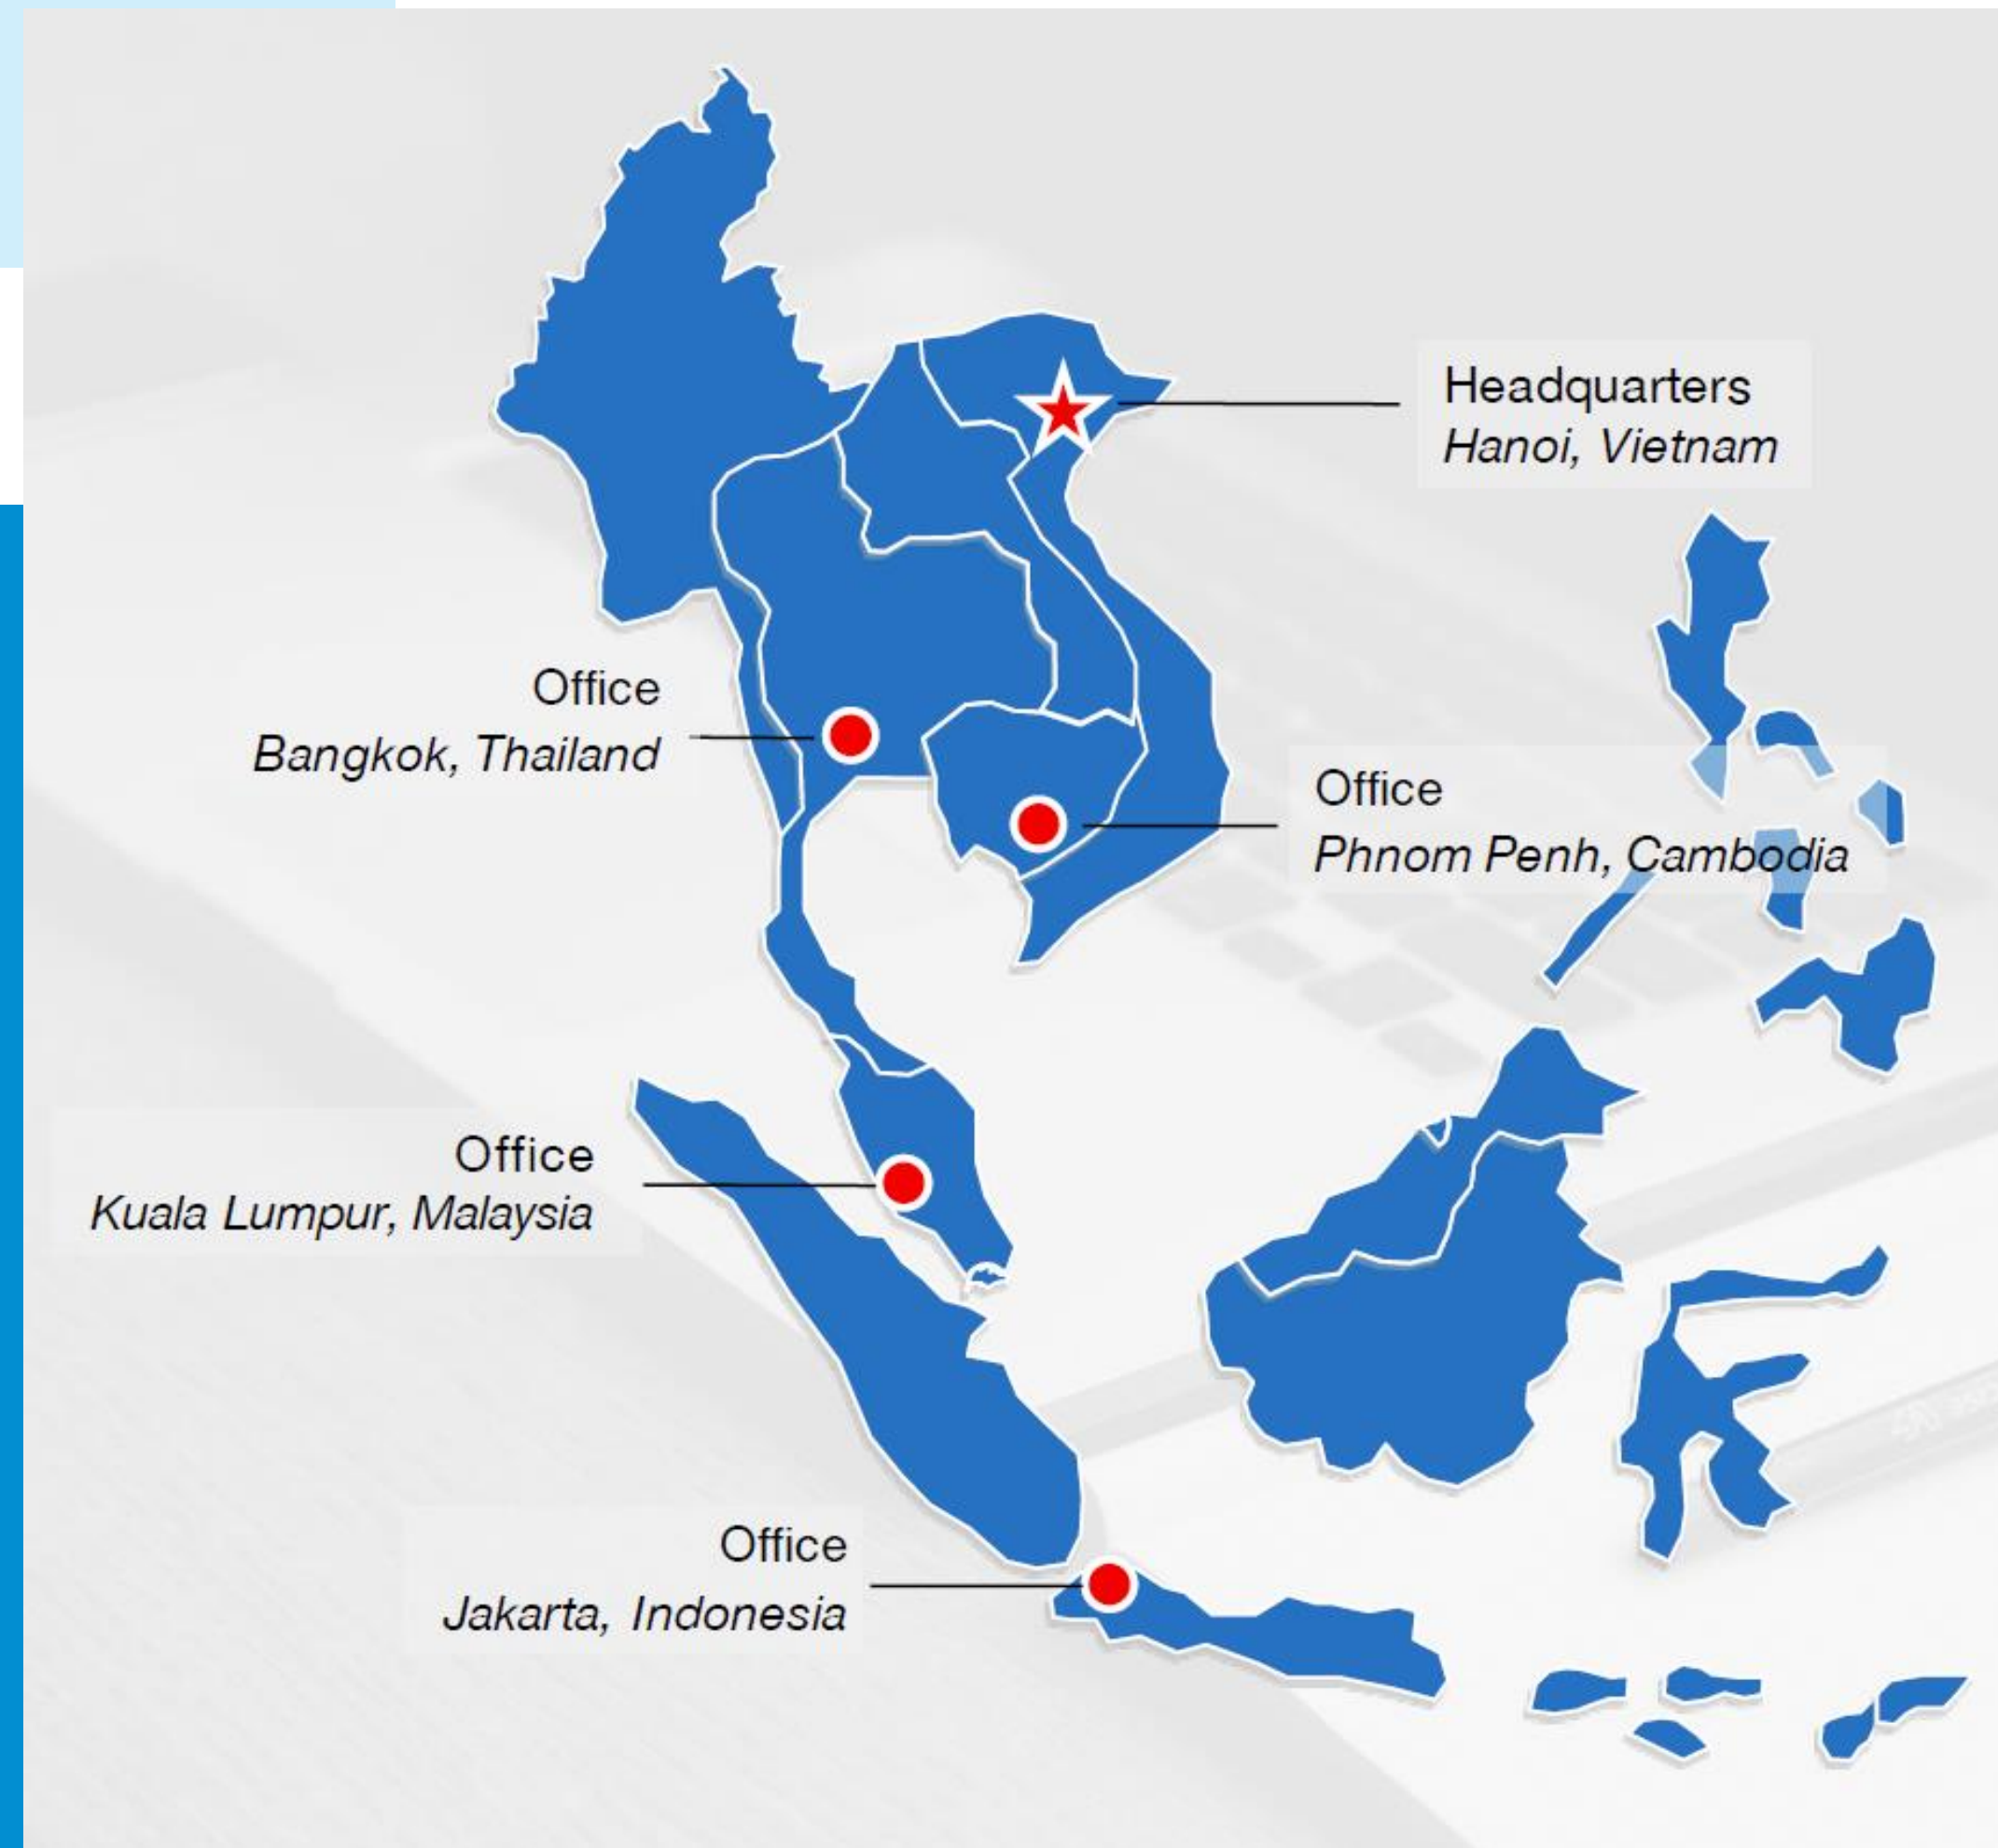 Headquarters
Hanoi, Vietnam
Office
Bangkok, Thailand
Office
Phnom Penh, Cambodia
Office
Kuala Lumpur, Malaysia
Office
Jakarta, Indonesia